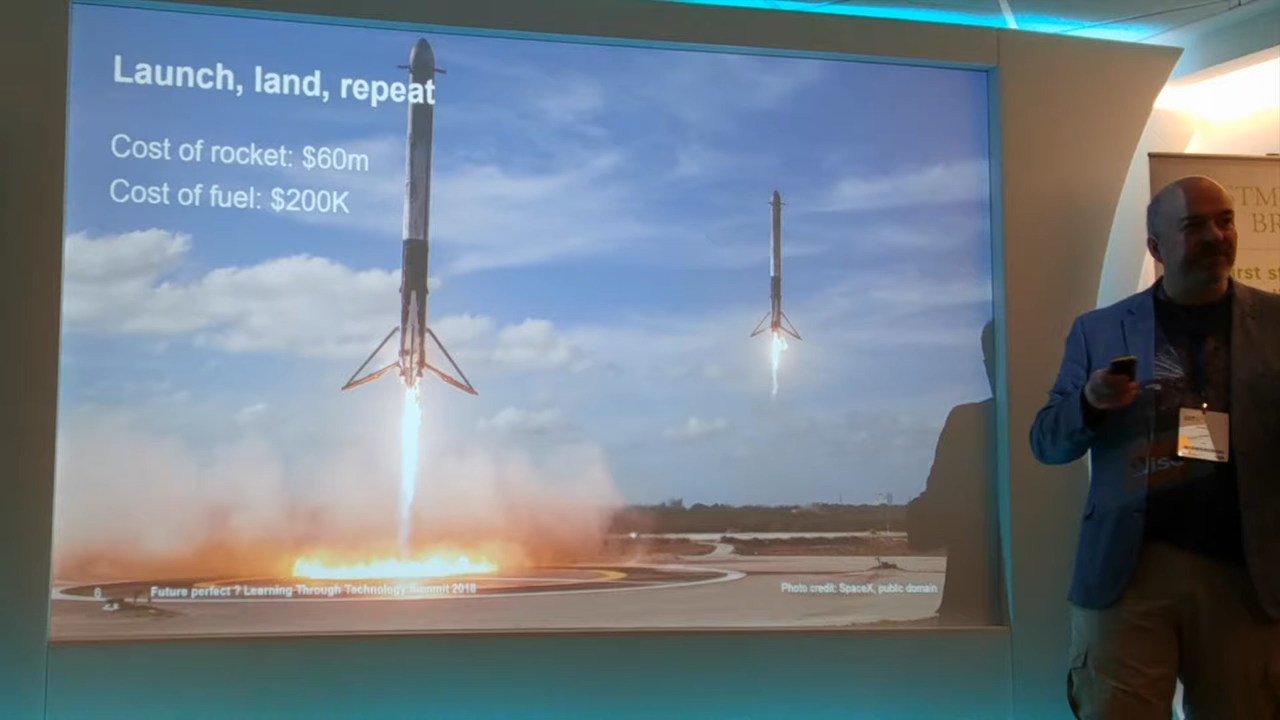 Launch, land, repeat
Cost of rocket: $60m
Cost of fuel: $200K
6
Future perfect ? Learning Through Technology Summit 2018
Photo credit: SpaceX, public domain